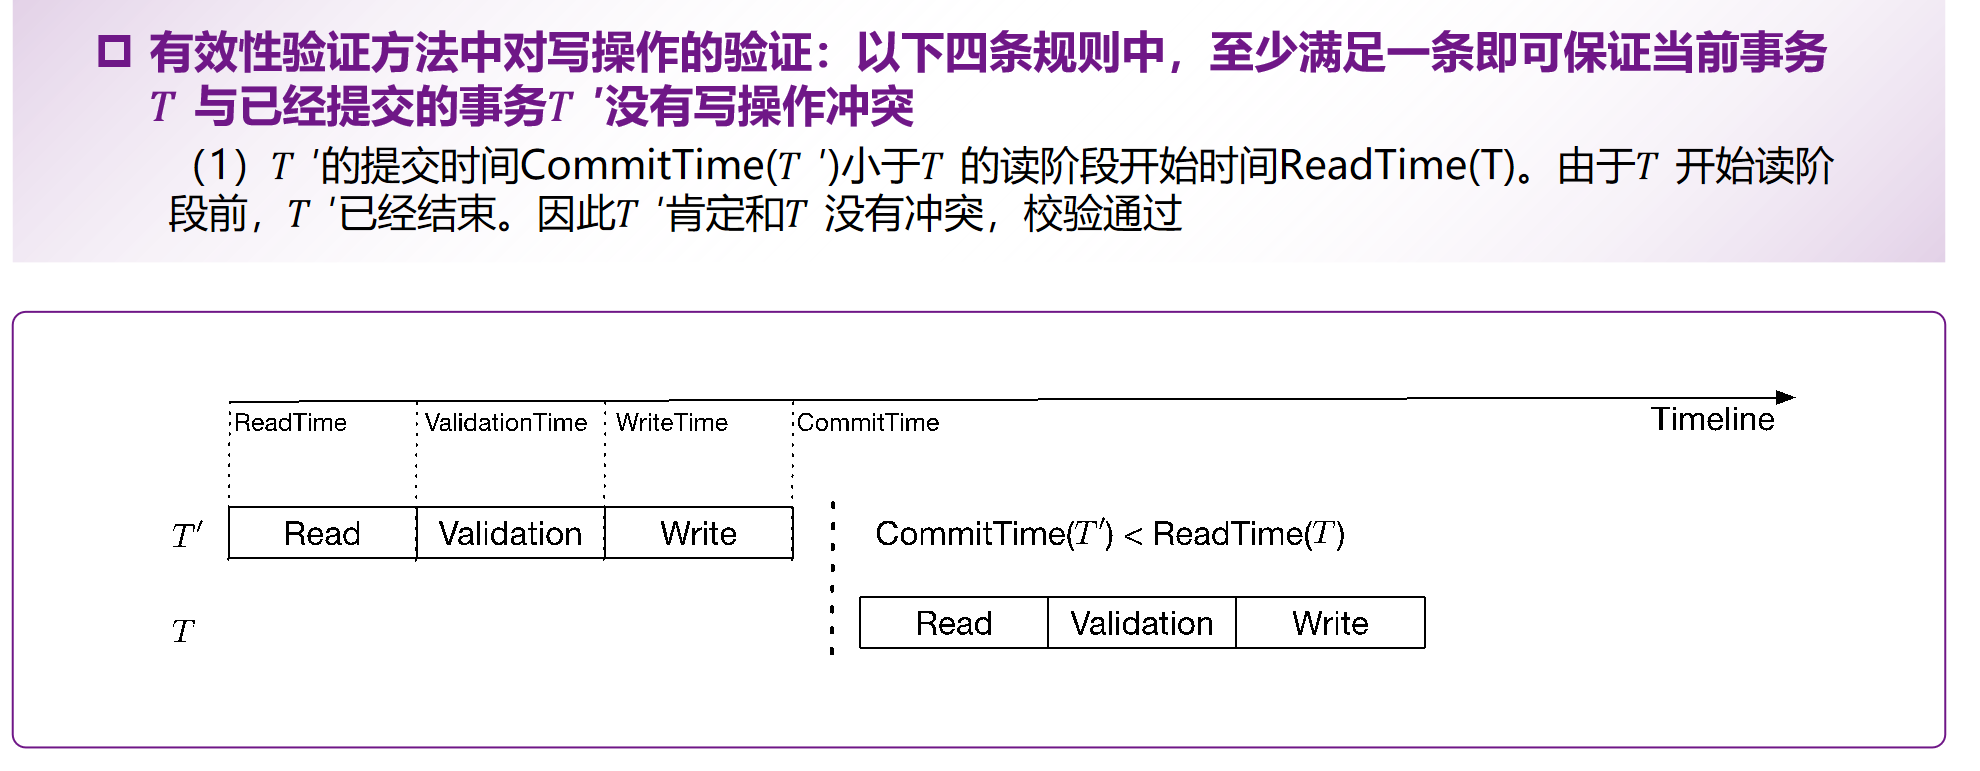 有效性验证方法中对写操作的验证：以下四条规则中，至少满足一条即可保证当前事务
T 与已经提交的事务T ′没有写操作冲突
（1）T ′的提交时间CommitTime(T ′)小于T 的读阶段开始时间ReadTime(T)。由于T 开始读阶
段前，T ′已经结束。因此T ′肯定和T 没有冲突，校验通过
ReadTime ValidationTime WriteTime CommitTime
Timeline
T′ Read Validation Write
CommitTime(T′) < ReadTime(T)
T Read Validation Write